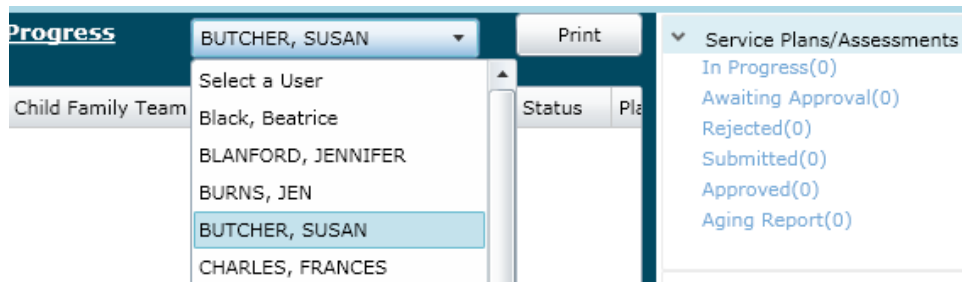 Progress
BUTCHER, SUSAN
Print
Select a User
Black, Beatrice
BLANFORD, JENNIFER
BURNS, JEN
BUTCHER, SUSAN
CHARLES, FRANCES
Child Family Team
Status
Service Plans/Assessments
In Progress(0)
Awaiting Approval(0)
Rejected(0)
Submitted(0)
Approved(0)
Aging Report(0)